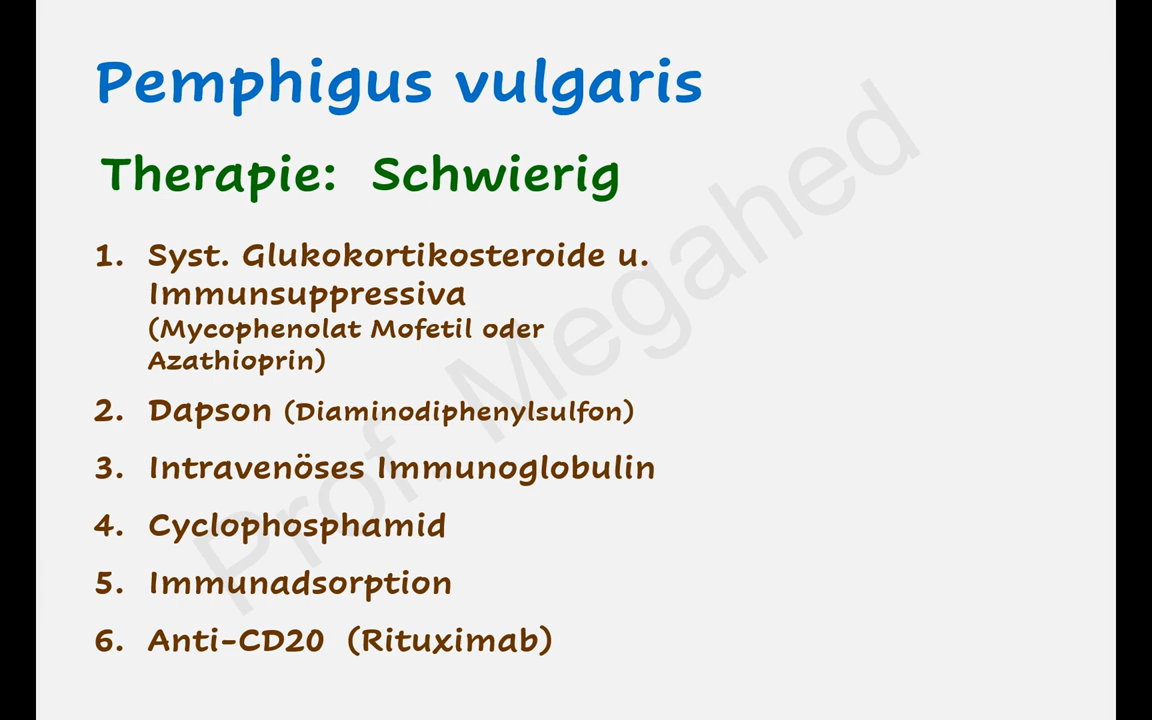 Pemphigus vulgaris
Therapie: Schwierig
1. Syst. Glukokortikosteroide u.
Immunsuppressiva
(Mycophenolat Mofetil oder
Azathioprin)
2. Dapson (Diaminodiphenylsulfon)
3. Intravenöses Immunoglobulin
4. Cyclophosphamid
5. Immunadsorption
6. Anti-CD20 (Rituximab)
Prof. Megahed